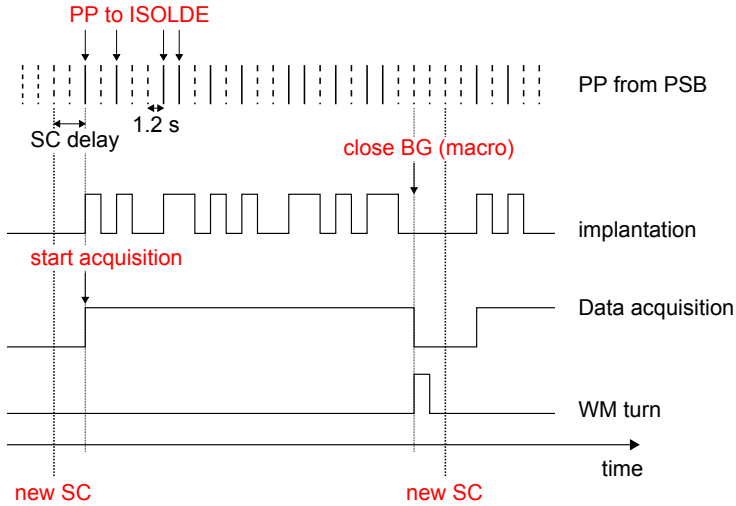 PP to ISOLDE
PP from PSB
1.2 s
SC delay
close BG (macro)
implantation
start acquisition
Data acquisition
WM turn
time
new SC
new SC